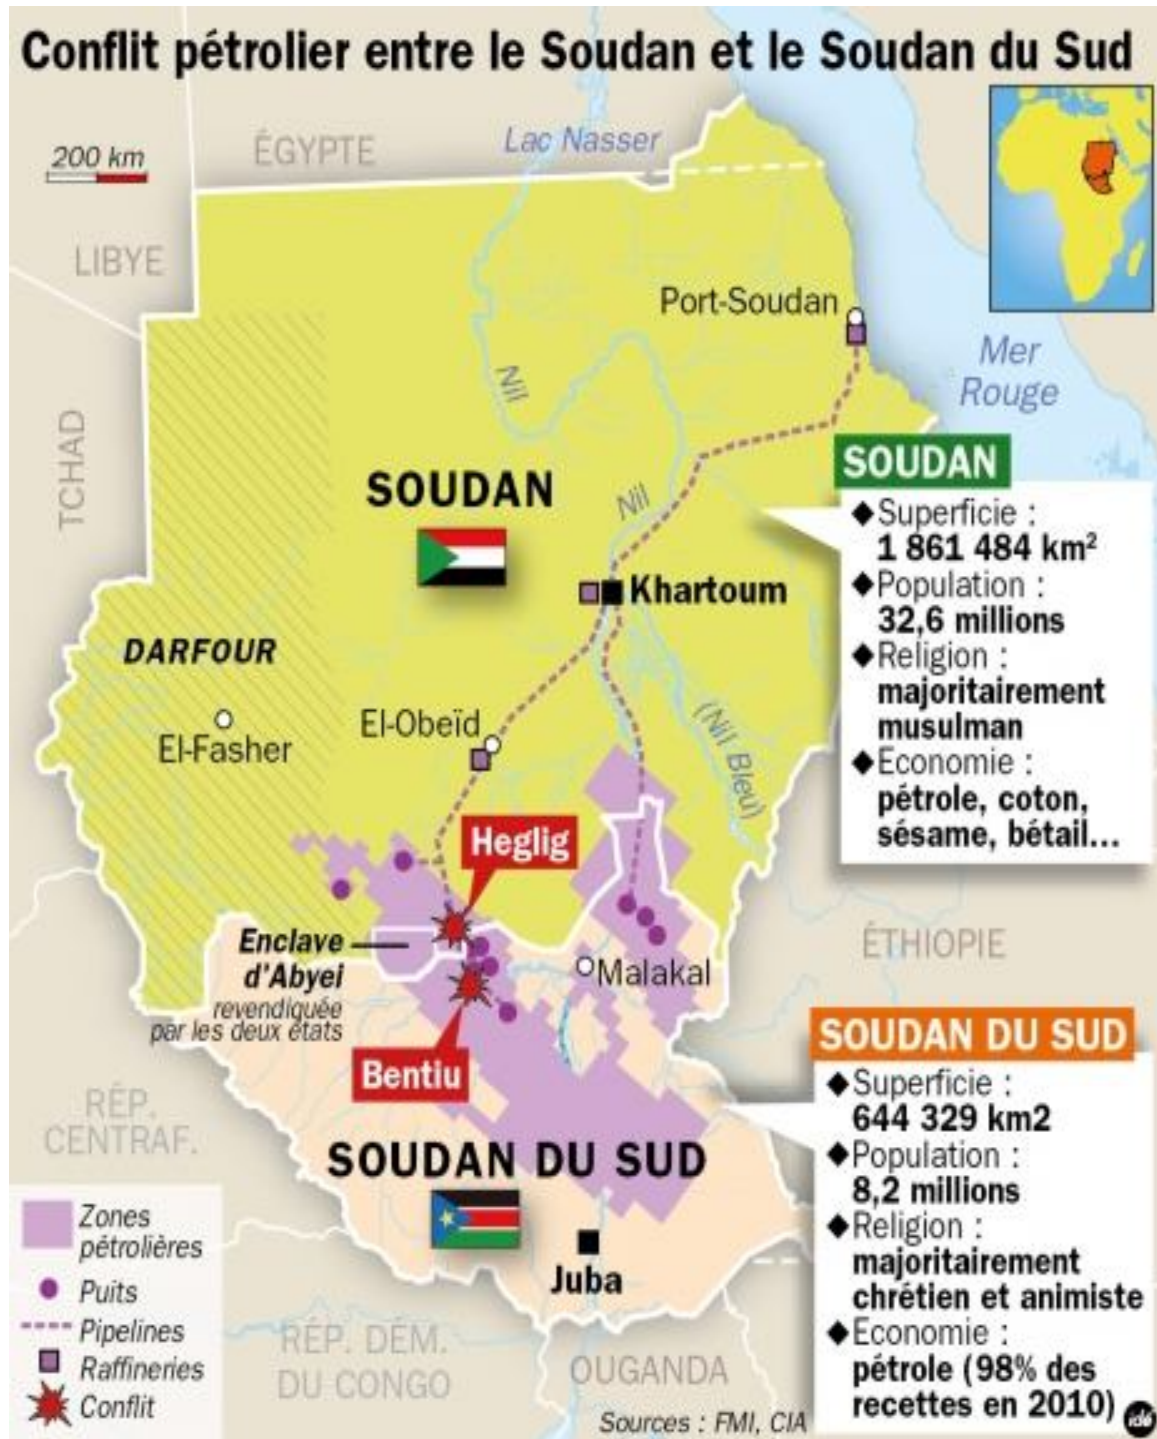 Conflit pétrolier entre le Soudan et le Soudan du Sud
200 km
ÉGYPTE
Lac Nasser
LIBYE
Port-Soudan
Mer
Rouge
Nil
TCHAD
SOUDAN
Nil
Khartoum
DARFOUR
El-Fasher
El-Obeïd
(Nil Bleu)
Heglig
Enclave
d'Abyei
revendiquée
par les deux états
Malakal
ÉTHIOPIE
Bentiu
RÉP.
CENTRAF.
SOUDAN DU SUD
Juba
RÉP. DÉM.
DU CONGO
OUGANDA
SOUDAN
◆Superficie :
1 861 484 km²
◆Population :
32,6 millions
◆Religion :
majoritairement
musulman
◆Economie :
pétrole, coton,
sésame, bétail...
SOUDAN DU SUD
◆Superficie :
644 329 km2
◆Population :
8,2 millions
◆Religion :
majoritairement
chrétien et animiste
◆Economie :
pétrole (98% des
recettes en 2010)
Zones
pétrolières
Puits
Pipelines
Raffineries
Conflit
Sources : FMI, CIA
idé